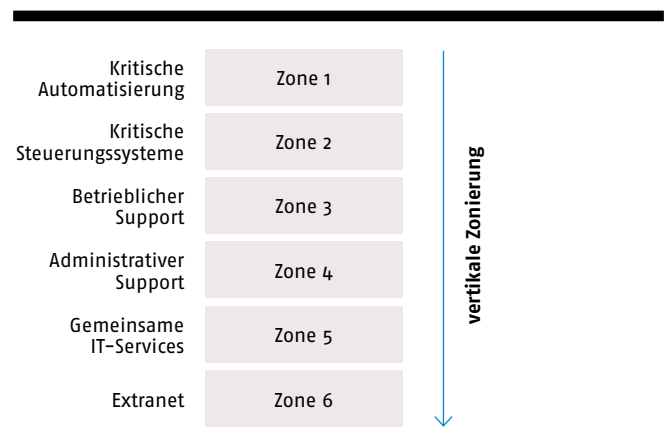 Kritische
Automatisierung
Zone 1
Kritische
Steuerungssysteme
Zone 2
Betrieblicher
Support
Zone 3
Administrativer
Support
Zone 4
Gemeinsame
IT-Services
Zone 5
Extranet
Zone 6
vertikale Zonierung